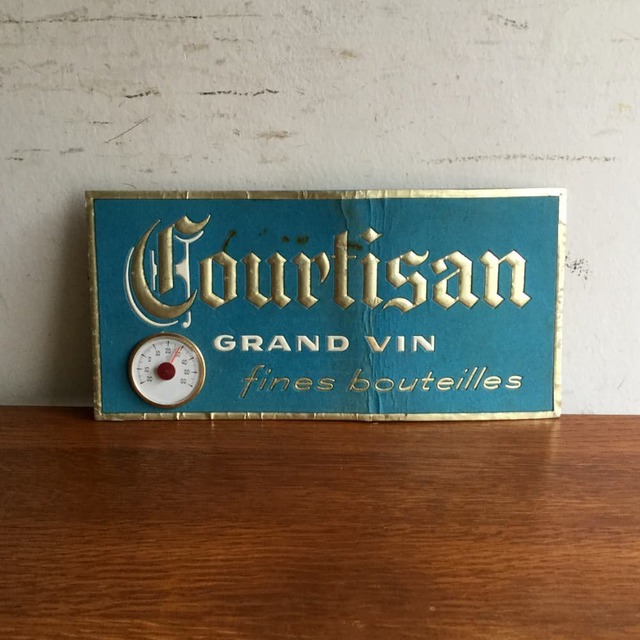 Courtisan
GRAND VIN
fines bouteilles